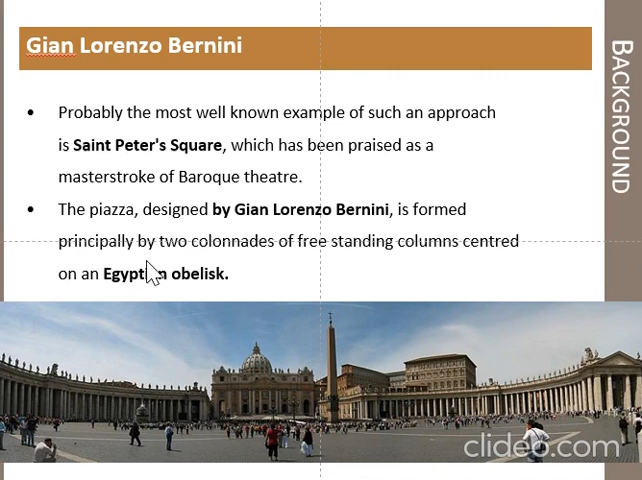 Gian Lorenzo Bernini
BACKGROUND
• Probably the most well known example of such an approach
is Saint Peter's Square, which has been praised as a
masterstroke of Baroque theatre.
• The piazza, designed by Gian Lorenzo Bernini, is formed
principally by two colonnades of free standing columns centred
on an Egyptian obelisk.
clideo.com